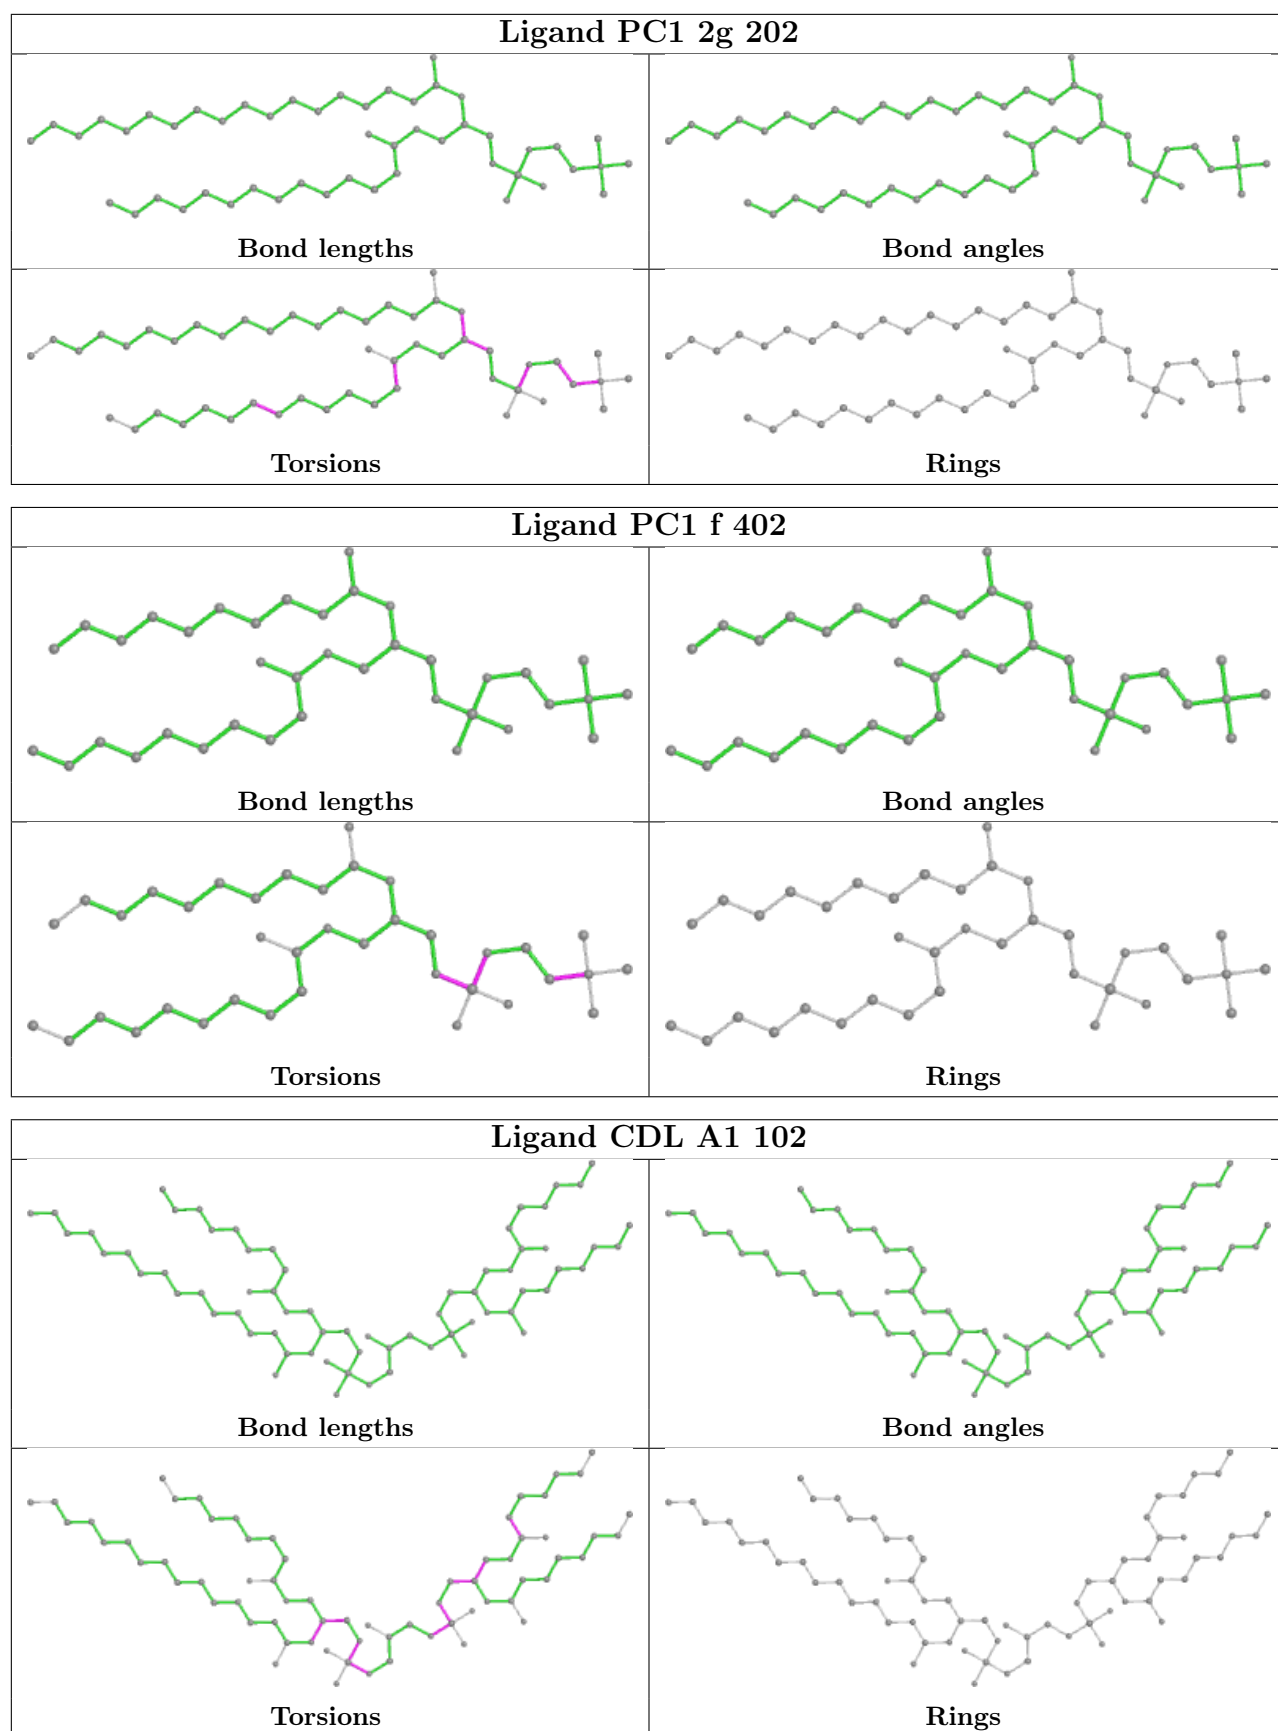 Ligand PC1 2g 202
Bond lengths
Bond angles
Torsions
Rings
Ligand PC1 f 402
Bond lengths
Bond angles
Torsions
Rings
Ligand CDL A1 102
Bond lengths
Bond angles
Torsions
Rings